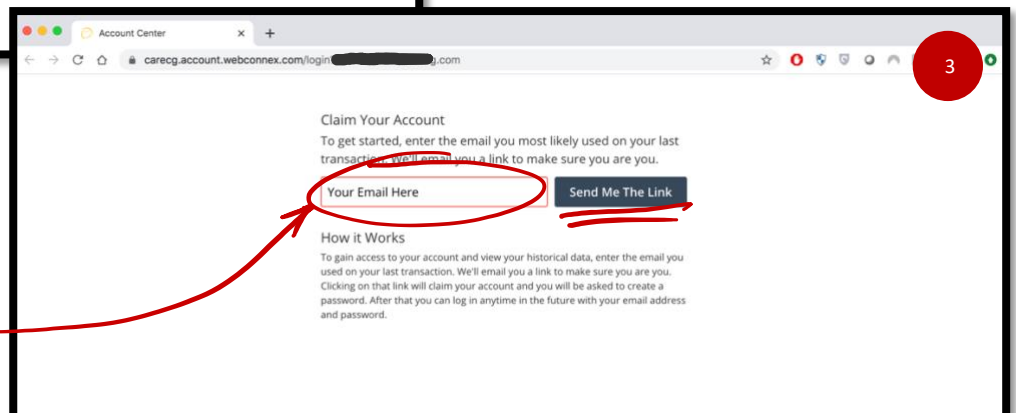 Account Center
carecg.account.webconnex.com/login g.com
3
Claim Your Account
To get started, enter the email you most likely used on your last
transaction. We'll email you a link to make sure you are you.
Your Email Here
Send Me The Link
How it Works
To gain access to your account and view your historical data, enter the email you
used on your last transaction. We'll email you a link to make sure you are you.
Clicking on that link will claim your account and you will be asked to create a
password. After that you can log in anytime in the future with your email address
and password.